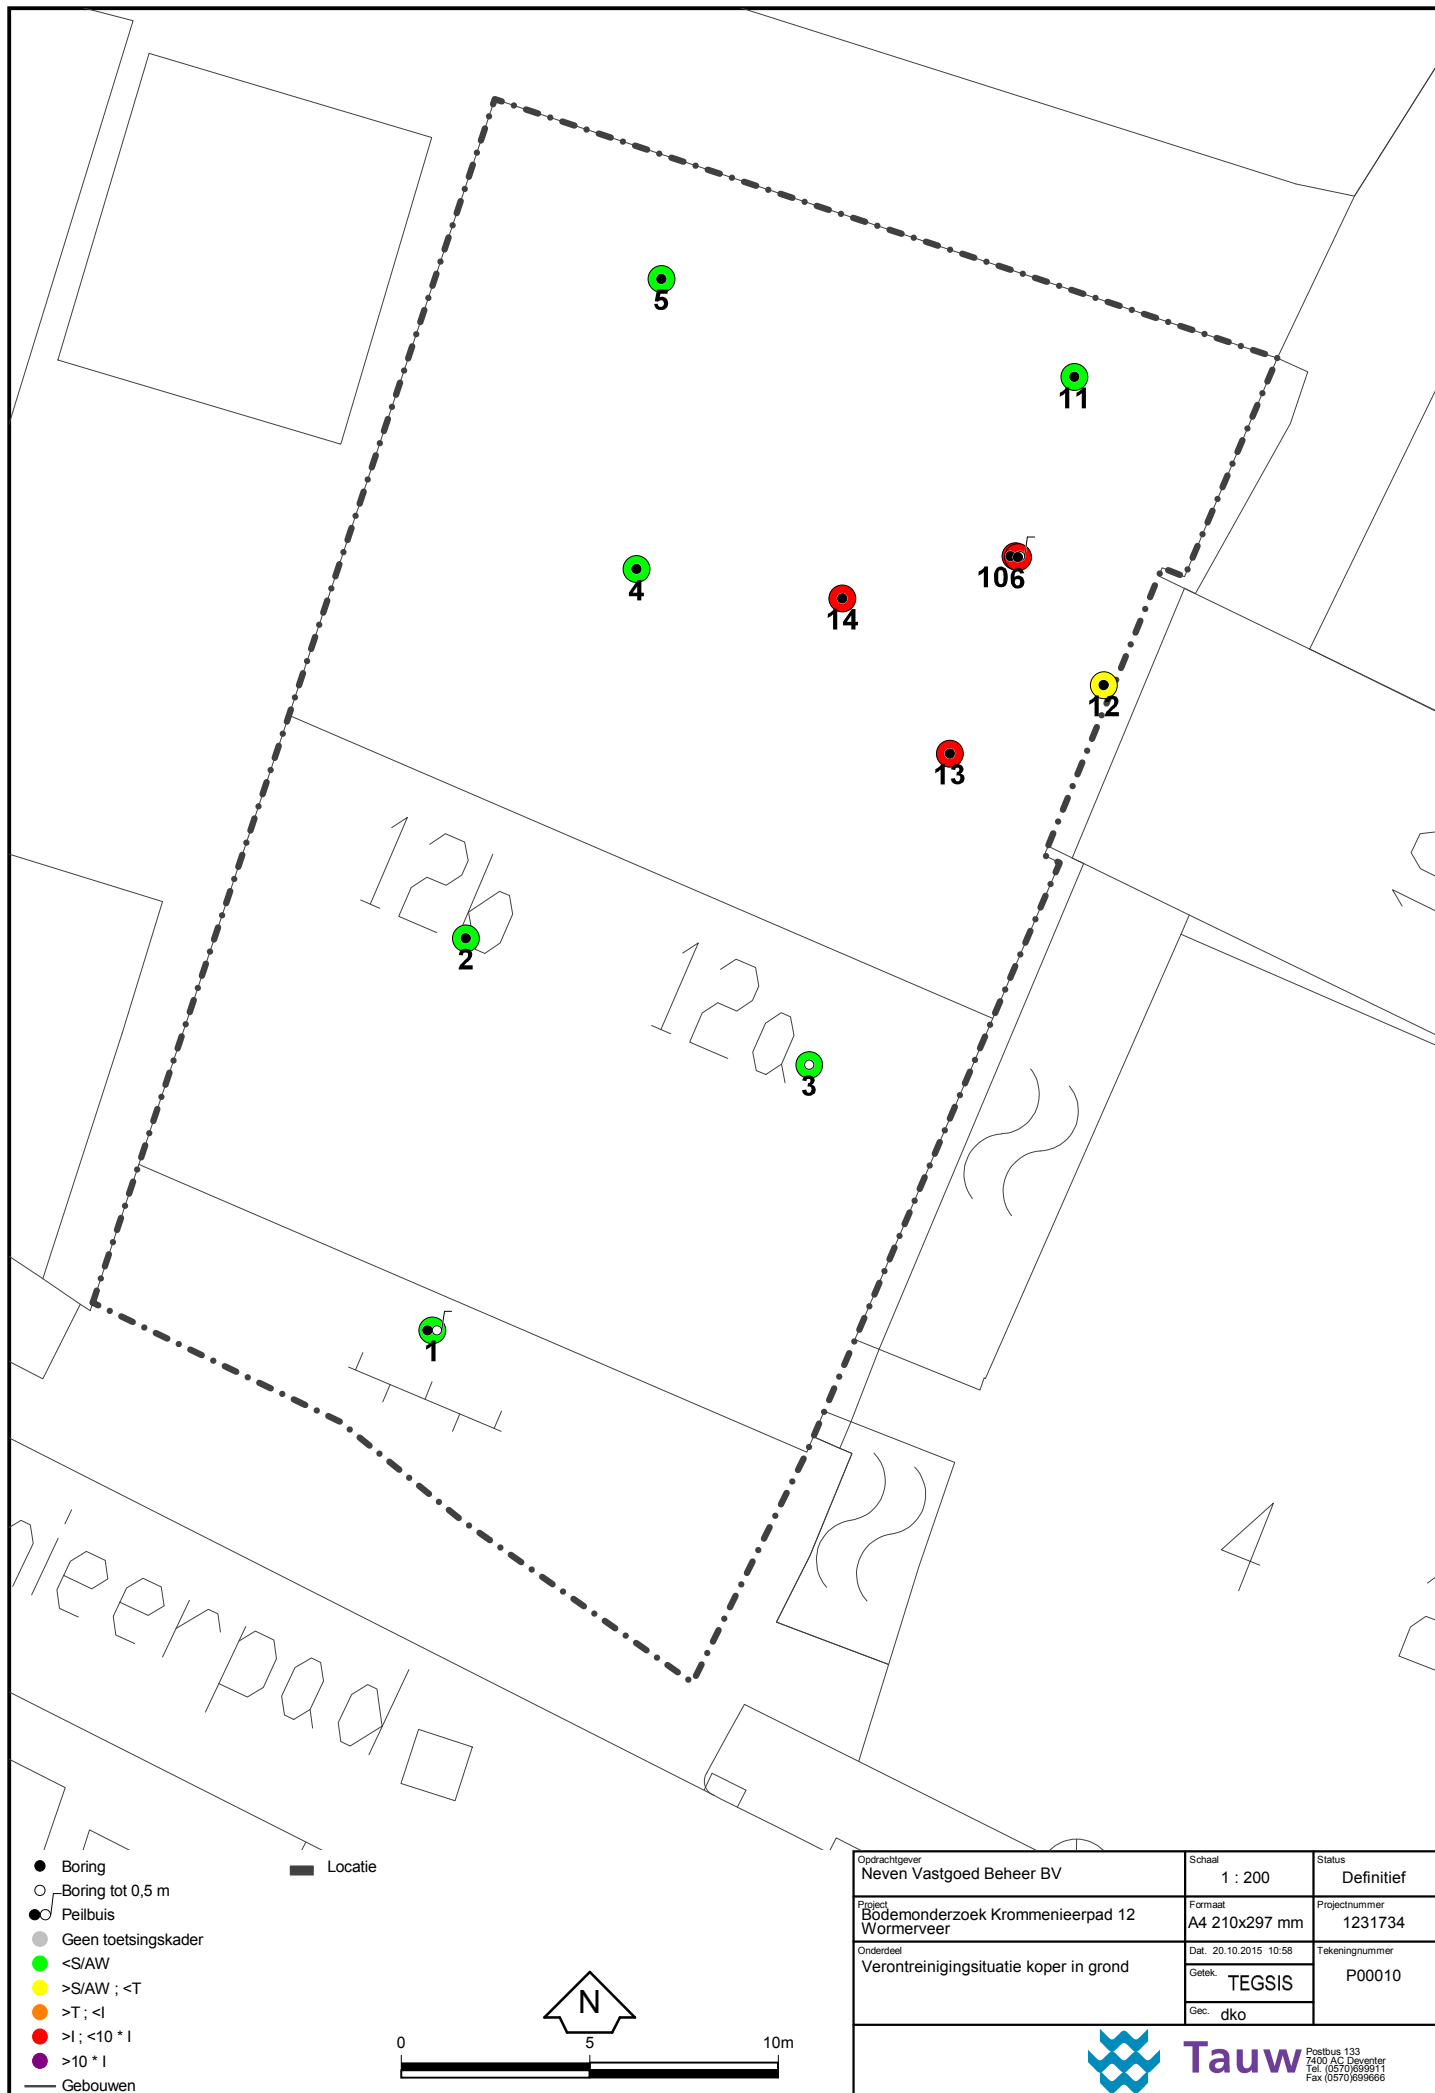 5
11
4
14
106
12
13
12b
2
12a
3
1
4
nieerpad
Boring
Boring tot 0,5 m
Peilbuis
Geen toetsingskader
<S/AW
>S/AW ; <T
>T ; <I
>I ; <10 * I
>10 * I
Gebouwen
Locatie
N
0 5 10m
Opdrachtgever
Neven Vastgoed Beheer BV
Schaal
1 : 200
Status
Definitief
Project
Bodemonderzoek Krommenieerpad 12
Wormerveer
Formaat
A4 210x297 mm
Projectnummer
1231734
Onderdeel
Verontreinigingsituatie koper in grond
Dat. 20.10.2015 10:58
Getek. TEGSIS
Gec. dko
Tekeningnummer
P00010
Tauw
Postbus 133
7400 AC Deventer
Tel. (0570)699911
Fax (0570)699666